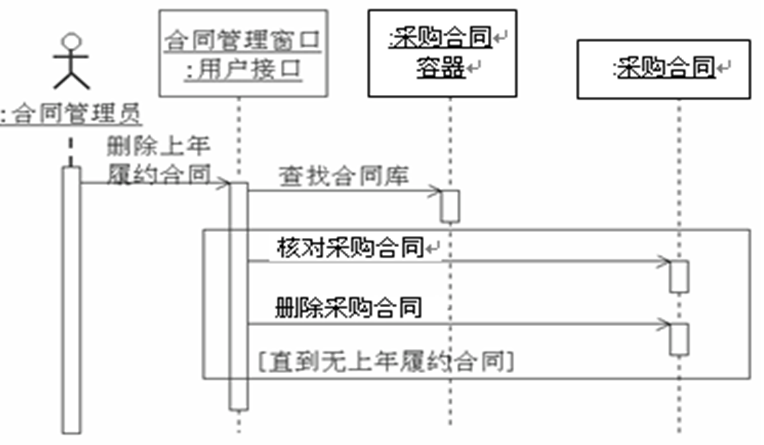 合同管理窗口
:用户接口
:采购合同
容器
:采购合同
:合同管理员
删除上年
履约合同
查找合同库
核对采购合同
删除采购合同
[直到无上年履约合同]